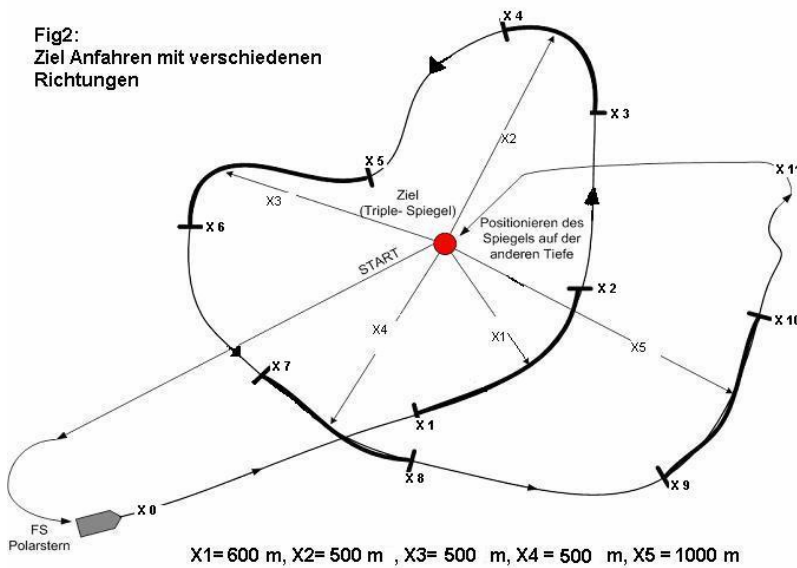 Fig2:
Ziel Anfahren mit verschiedenen
Richtungen
X 4
X2
X 3
X 5
X3
X 6
Ziel
(Triple- Spiegel)
Positionieren des
Spiegels auf der
anderen Tiefe
START
X 2
X4
X1
X5
X 10
X 7
X 1
X 8
X 9
X 0
FS
Polarstern
X1= 600 m, X2= 500 m , X3= 500 m, X4 = 500 m, X5 = 1000 m